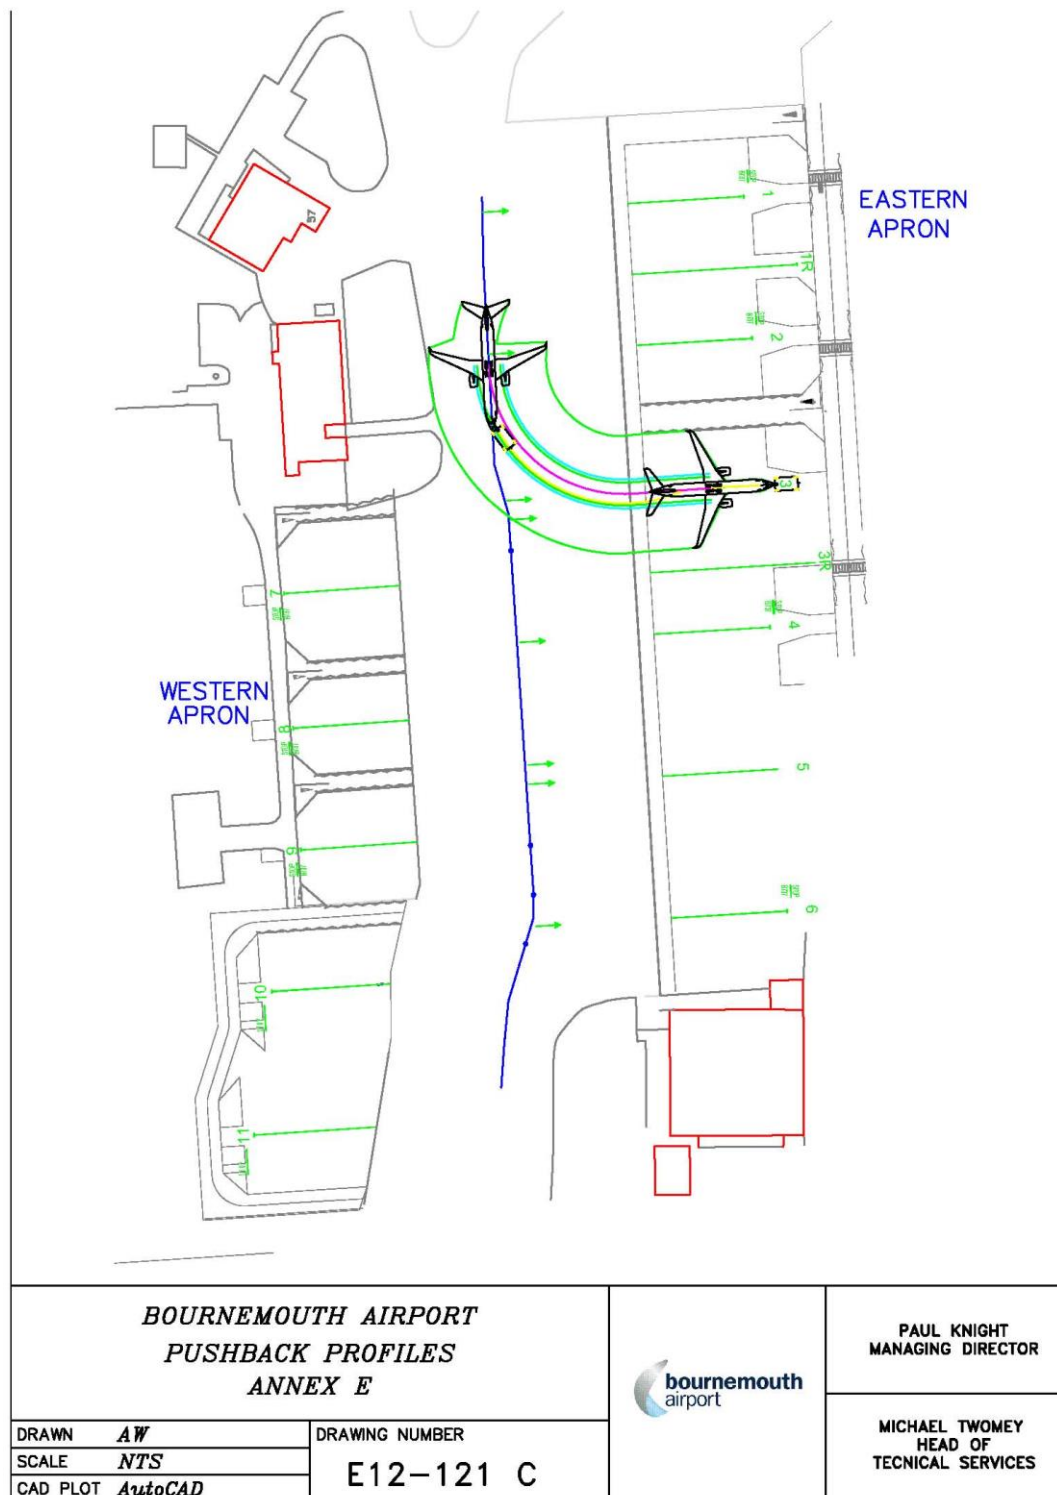 EASTERN
APRON
57
1
1R
2
3
3R
4
5
6
7
8
9
10
11
WESTERN
APRON
BOURNEMOUTH AIRPORT
PUSHBACK PROFILES
ANNEX E
DRAWN AW
SCALE NTS
CAD PLOT AutoCAD
DRAWING NUMBER
E12-121 C
bournemouth
airport
PAUL KNIGHT
MANAGING DIRECTOR
MICHAEL TWOMEY
HEAD OF
TECNICAL SERVICES